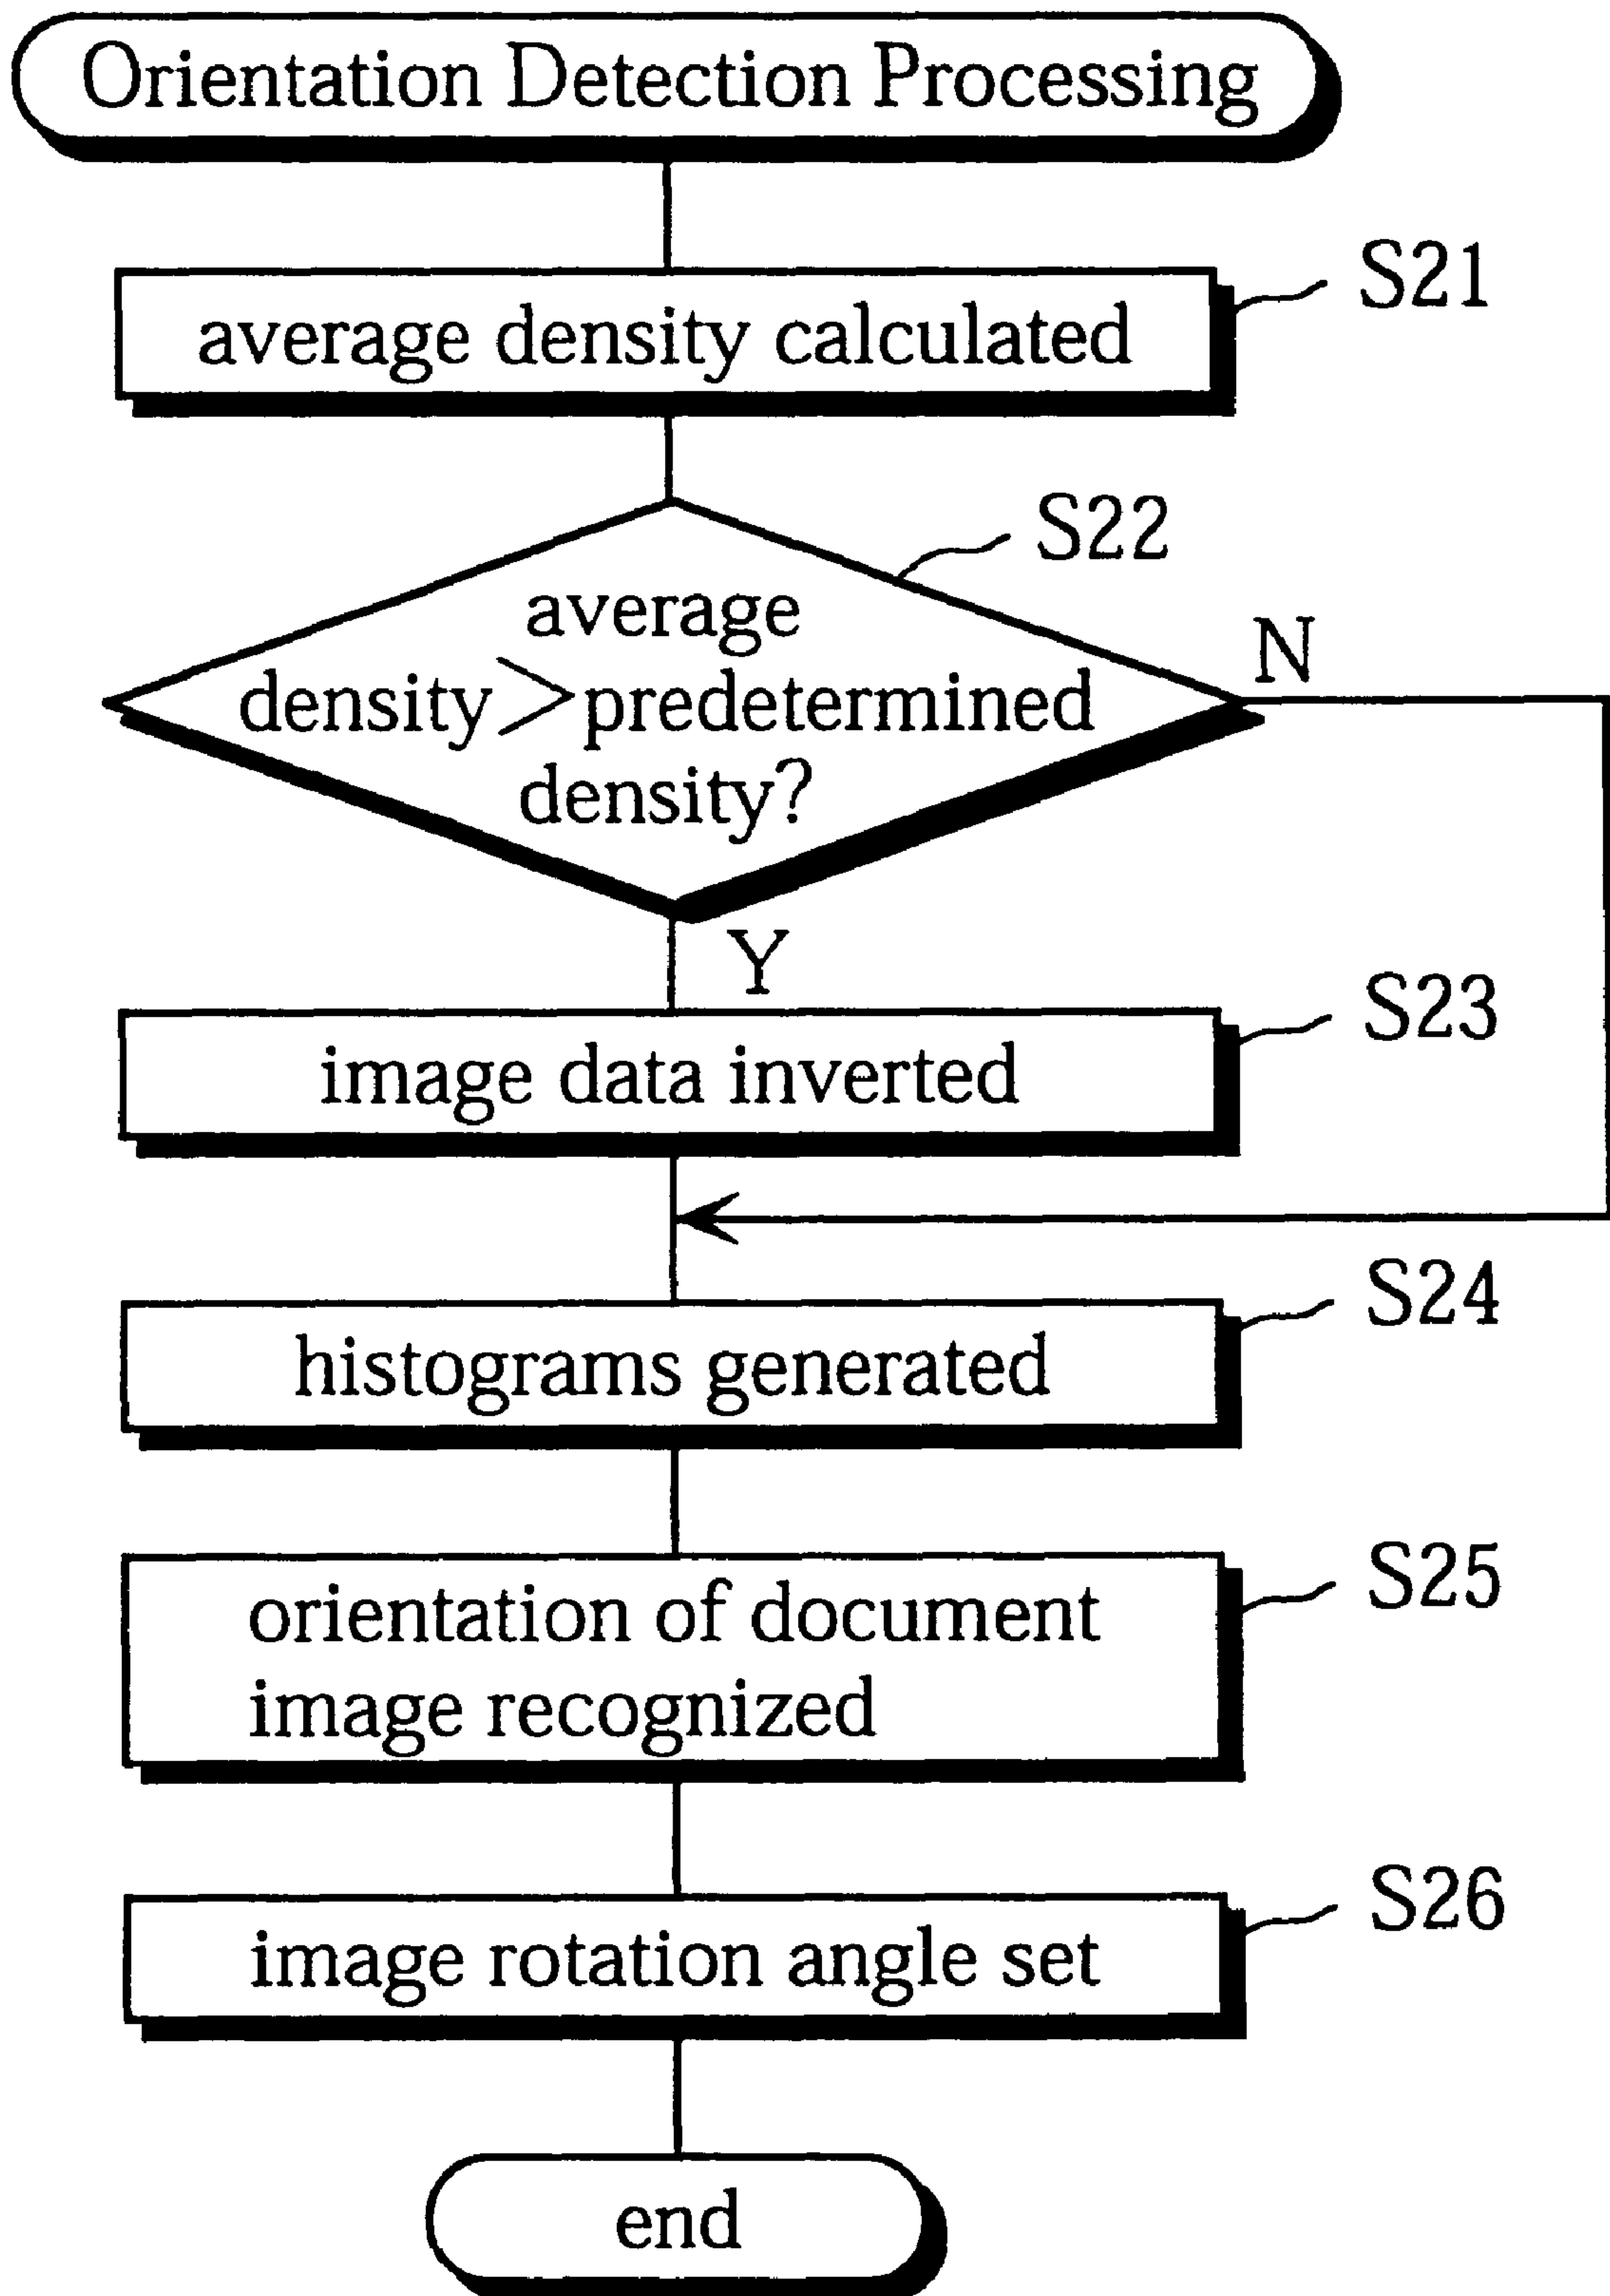 Orientation Detection Processing
S21
average density calculated
S22
average
density>predetermined
density?
N
Y
S23
image data inverted
S24
histograms generated
S25
orientation of document
image recognized
S26
image rotation angle set
end